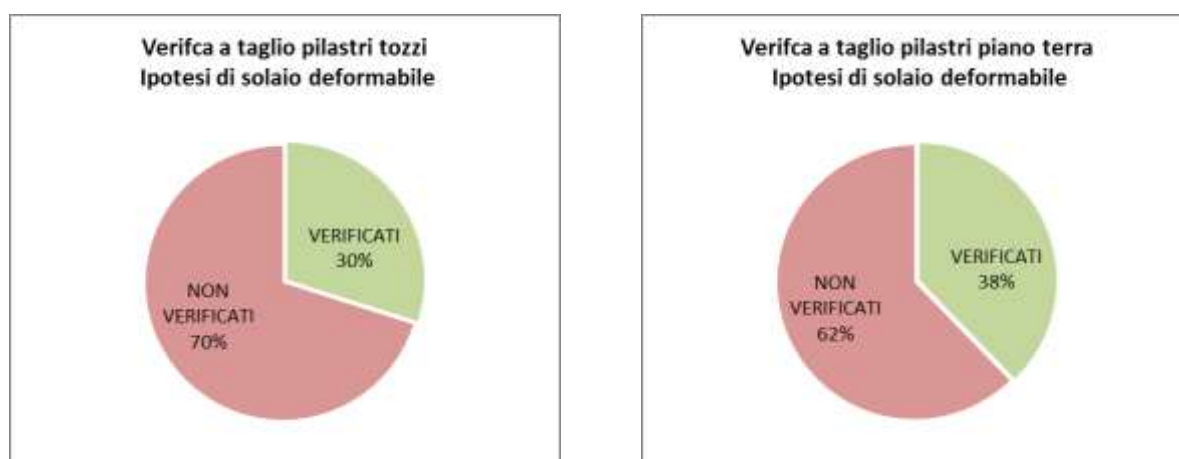 Verifca a taglio pilastri tozzi
Ipotesi di solaio deformabile
VERIFICATI
30%
NON
VERIFICATI
70%
Verifca a taglio pilastri piano terra
Ipotesi di solaio deformabile
VERIFICATI
38%
NON
VERIFICATI
62%